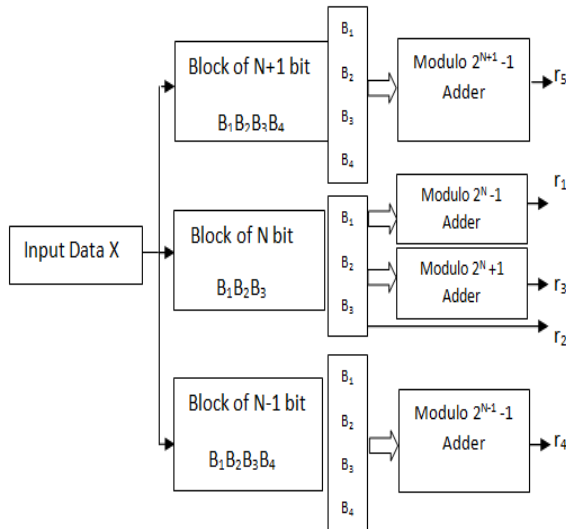 Block of N+1 bit
B₁B₂B₃B₄
B₁
B₂
B₃
B₄
Modulo 2ᴺ⁺¹ -1
Adder
r₅
Input Data X
Block of N bit
B₁B₂B₃
B₁
B₂
B₃
Modulo 2ᴺ -1
Adder
r₁
Modulo 2ᴺ +1
Adder
r₃
r₂
Block of N-1 bit
B₁B₂B₃B₄
B₁
B₂
B₃
B₄
Modulo 2ᴺ⁻¹ -1
Adder
r₄